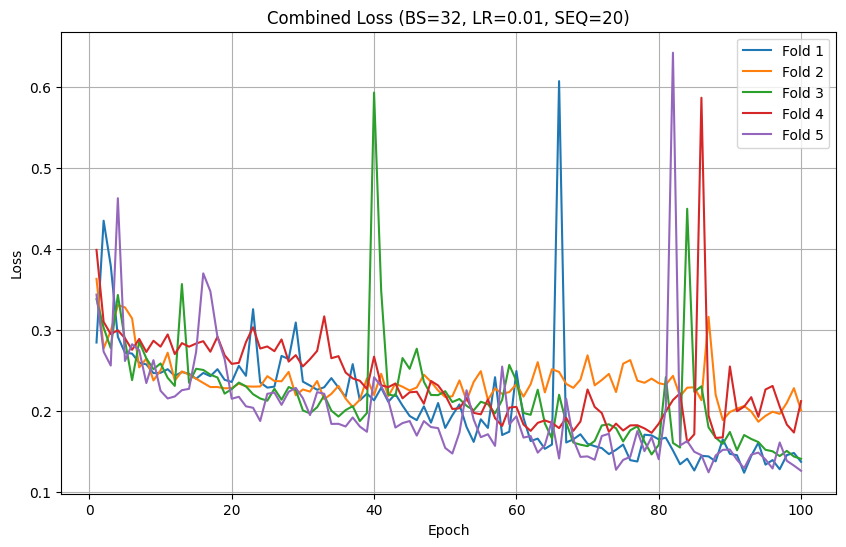 Combined Loss (BS=32, LR=0.01, SEQ=20)
Fold 1
Fold 2
Fold 3
Fold 4
Fold 5
Loss
0.6
0.5
0.4
0.3
0.2
0.1
0 20 40 60 80 100
Epoch